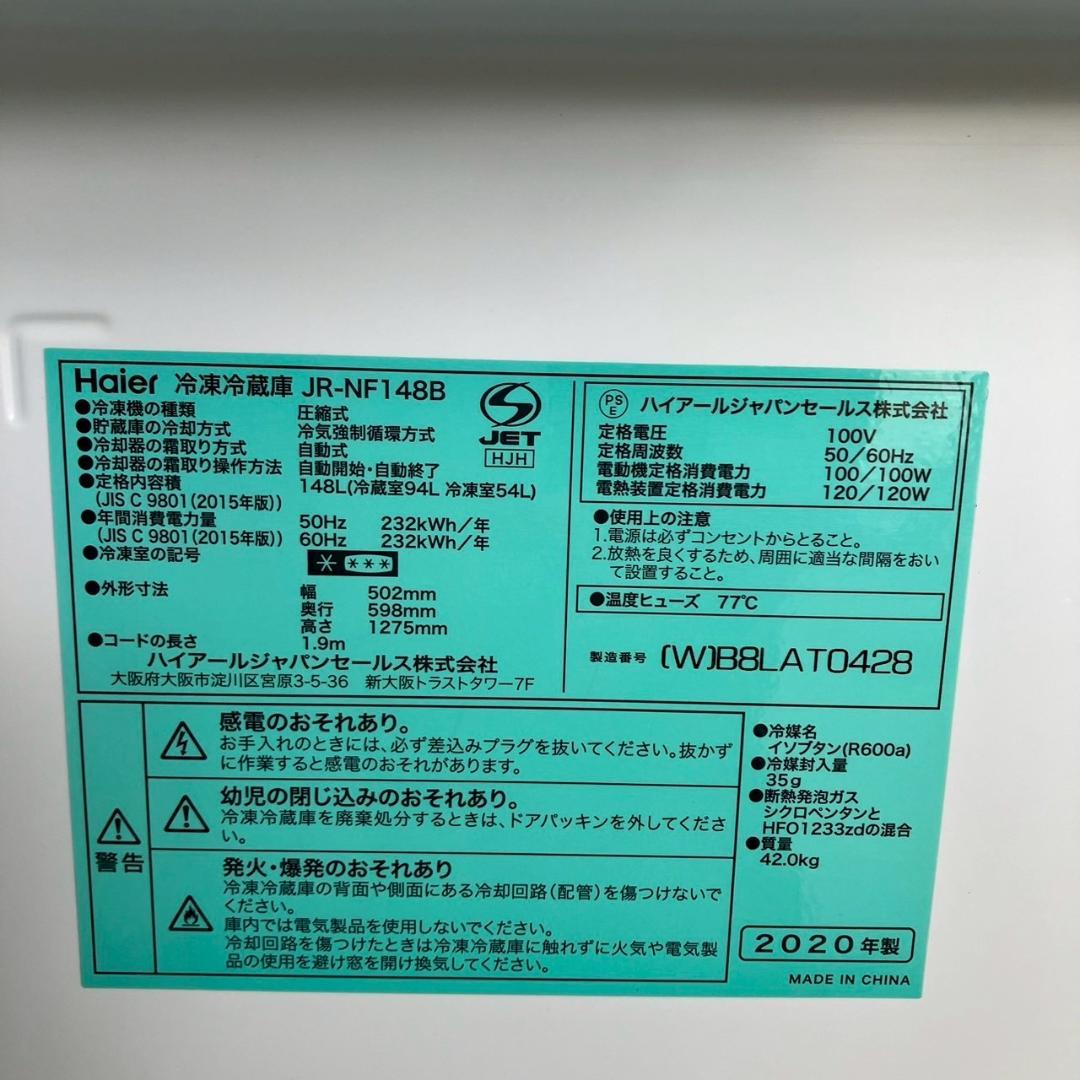 Haier 冷凍冷蔵庫 JR-NF148B
●冷凍機の種類 圧縮式
●貯蔵庫の冷却方式 冷気強制循環方式
●冷却器の霜取り方式 自動式
●冷却器の霜取り操作方法 自動開始・自動終了
●定格内容積 148L(冷蔵室94L 冷凍室54L)
(JIS C 9801(2015年版))
●年間消費電力量 50Hz 232kWh/年
(JIS C 9801(2015年版)) 60Hz 232kWh/年
●冷凍室の記号
●外形寸法 幅 502mm
奥行 598mm
高さ 1275mm
●コードの長さ 1.9m
ハイアールジャパンセールス株式会社
大阪府大阪市淀川区宮原3-5-36 新大阪トラストタワー7F
S
JET
HJH
PS
E
ハイアールジャパンセールス株式会社
定格電圧 100V
定格周波数 50/60Hz
電動機定格消費電力 100/100W
電熱装置定格消費電力 120/120W
●使用上の注意
1.電源は必ずコンセントからとること。
2.放熱を良くするため、周囲に適当な間隔をおい
て設置すること。
●温度ヒューズ 77℃
製造番号 (W)B8LAT0428
警告
感電のおそれあり。
お手入れのときには、必ず差込みプラグを抜いてください。抜かず
に作業すると感電のおそれがあります。
幼児の閉じ込みのおそれあり。
冷凍冷蔵庫を廃棄処分するときは、ドアパッキンを外してくださ
い。
発火・爆発のおそれあり
冷凍冷蔵庫の背面や側面にある冷却回路(配管)を傷つけないで
ください。
庫内では電気製品を使用しないでください。
冷却回路を傷つけたときは冷凍冷蔵庫に触れずに火気や電気製
品の使用を避け窓を開け換気してください。
●冷媒名
イソブタン(R600a)
●冷媒封入量
35g
●断熱発泡ガス
シクロペンタンと
HFO1233zdの混合
●質量
42.0kg
2020年製
MADE IN CHINA